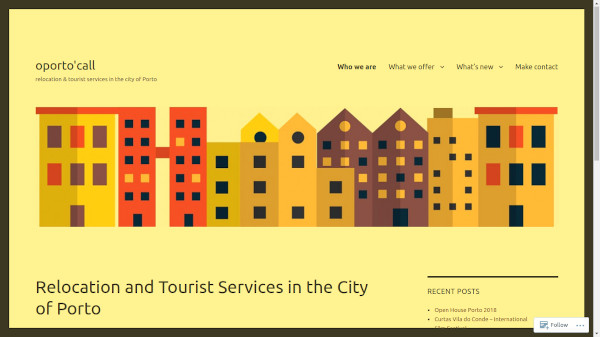 oporto'call
relocation & tourist services in the city of Porto
Who we are
What we offer
What's new
Make contact
Relocation and Tourist Services in the City
of Porto
RECENT POSTS
Open House Porto 2018
Curtas Vila do Conde – International
Film Festival
Follow